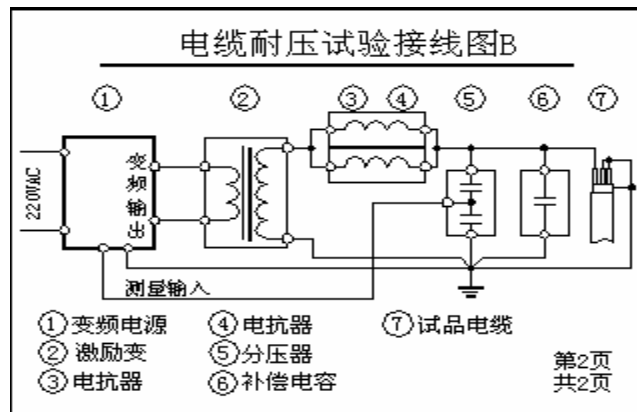 电缆耐压试验接线图B
① ② ③ ④ ⑤ ⑥ ⑦
220VAC
变频输出
测量输入
①变频电源 ④电抗器 ⑦试品电缆
②激励变 ⑤分压器
③电抗器 ⑥补偿电容
第2页
共2页